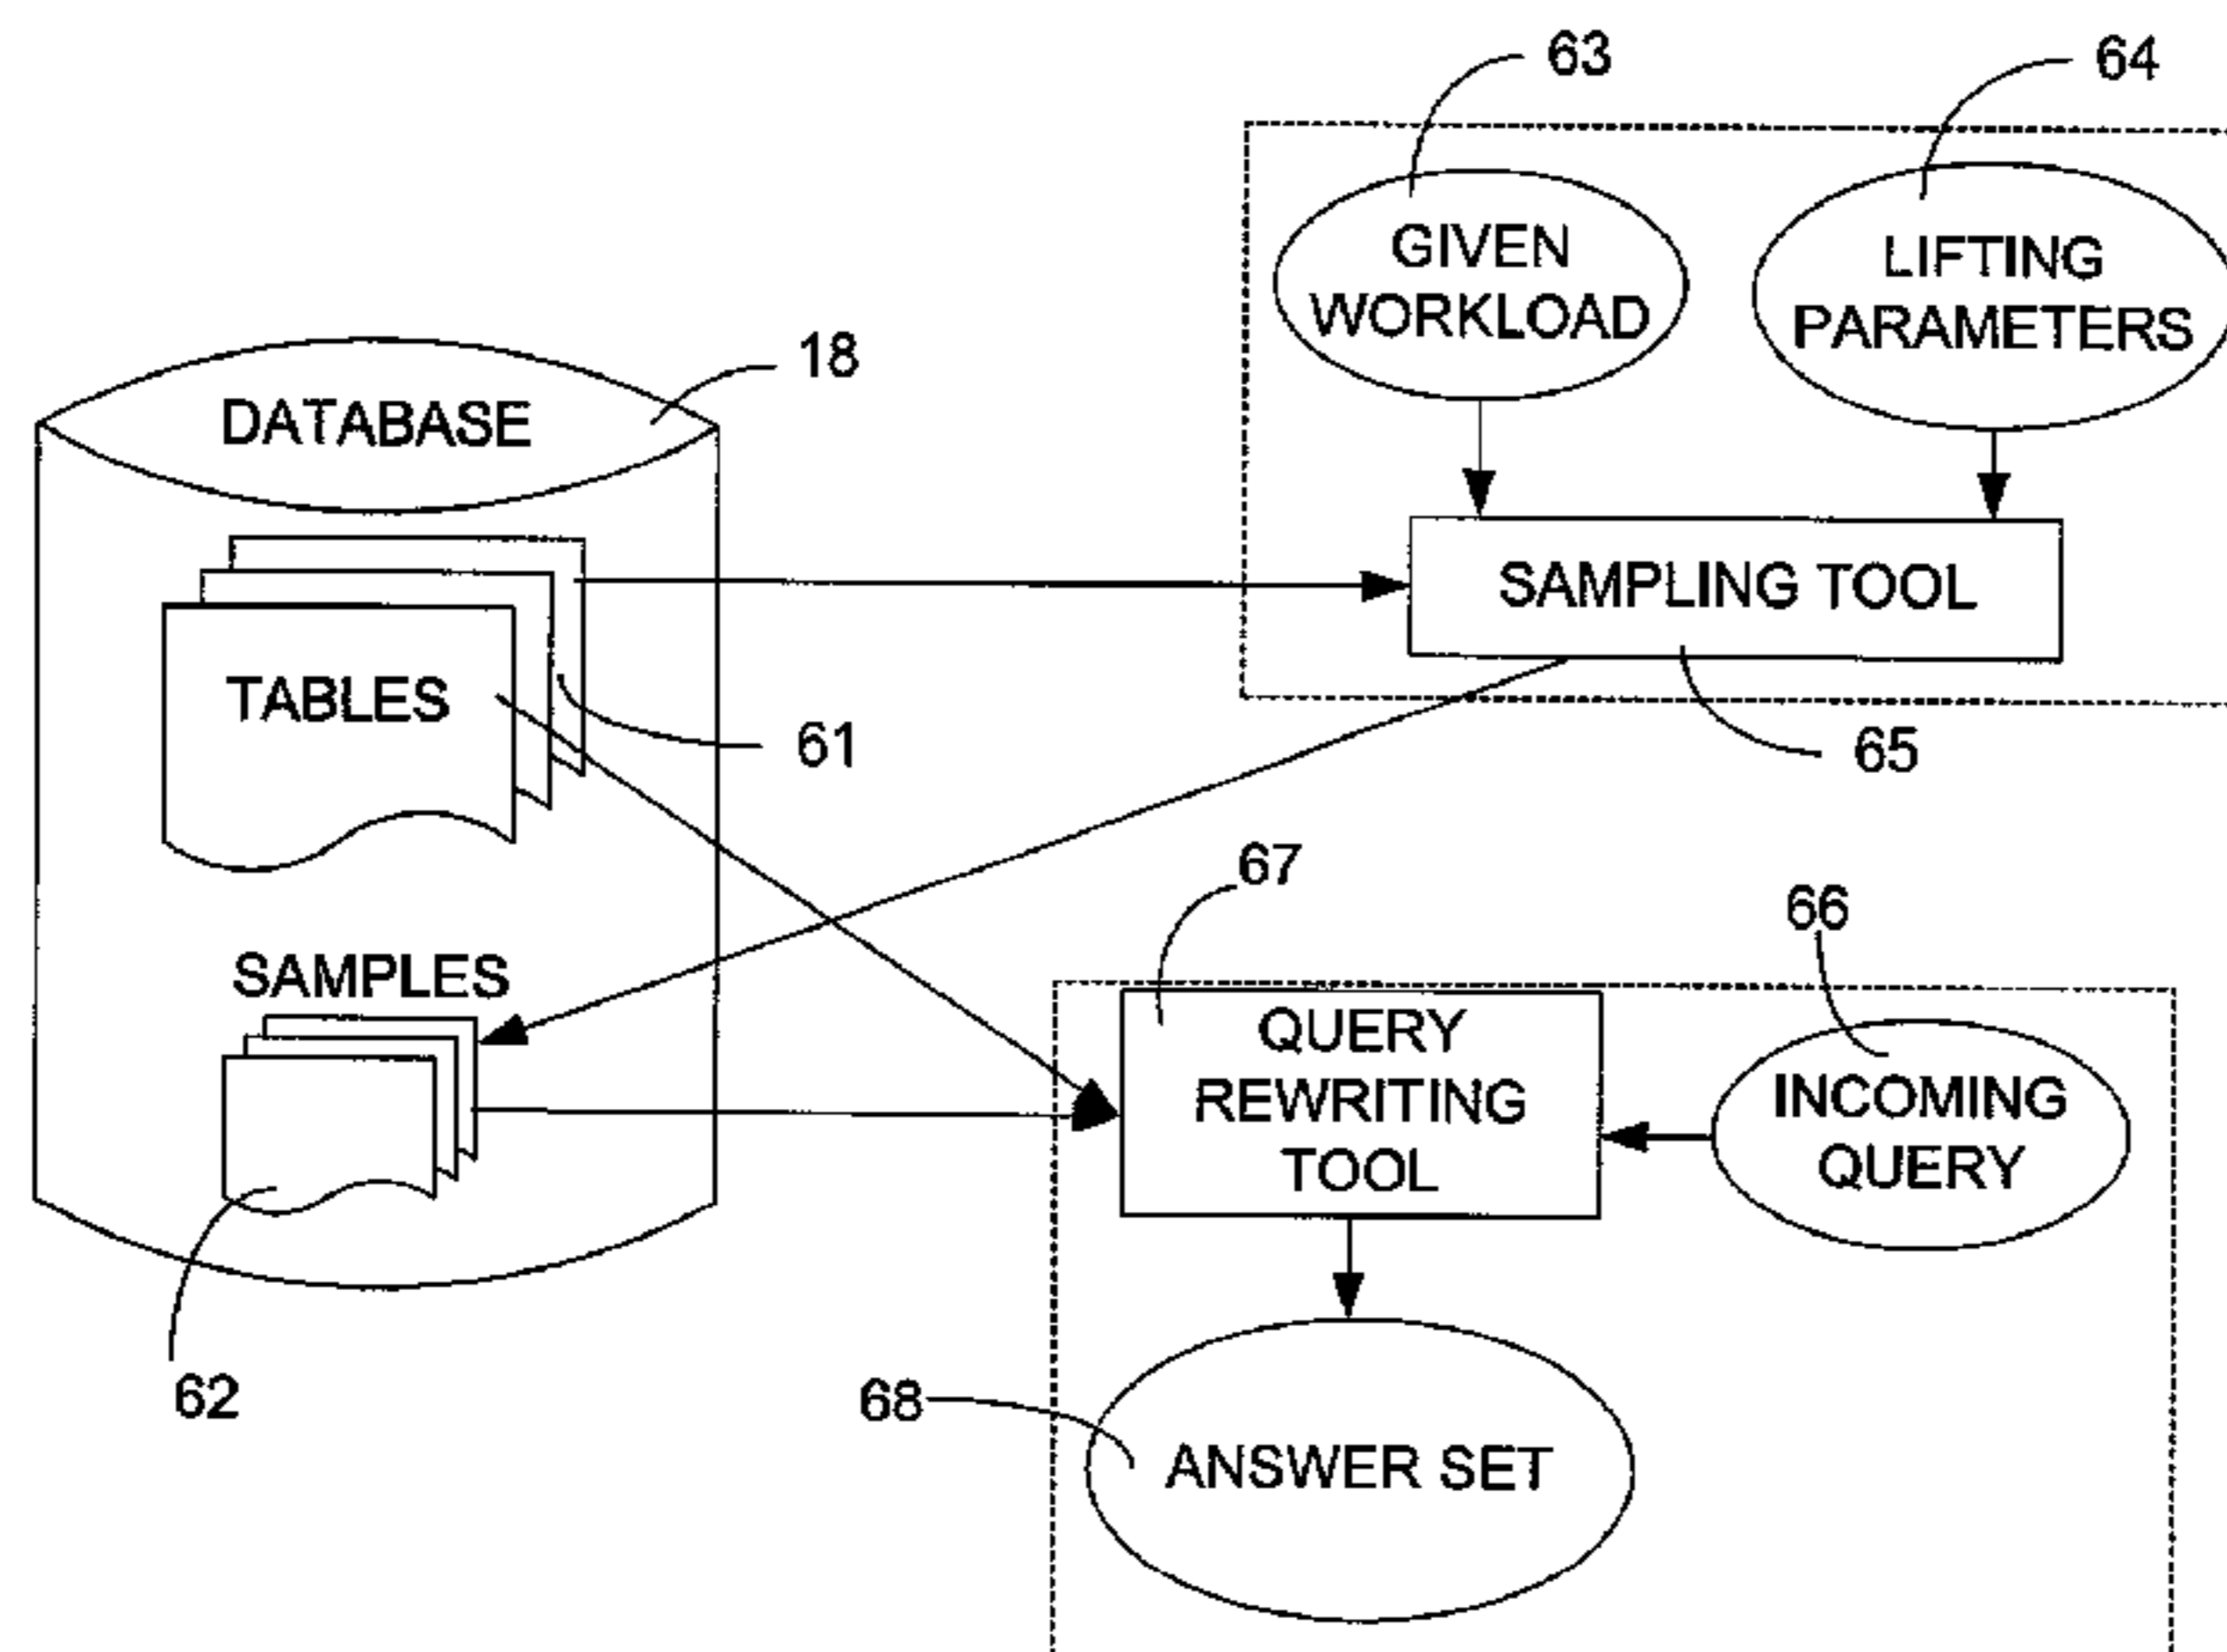 63
64
GIVEN
WORKLOAD
LIFTING
PARAMETERS
18
DATABASE
SAMPLING TOOL
TABLES
61
65
67
66
SAMPLES
QUERY
REWRITING
TOOL
INCOMING
QUERY
62
68
ANSWER SET